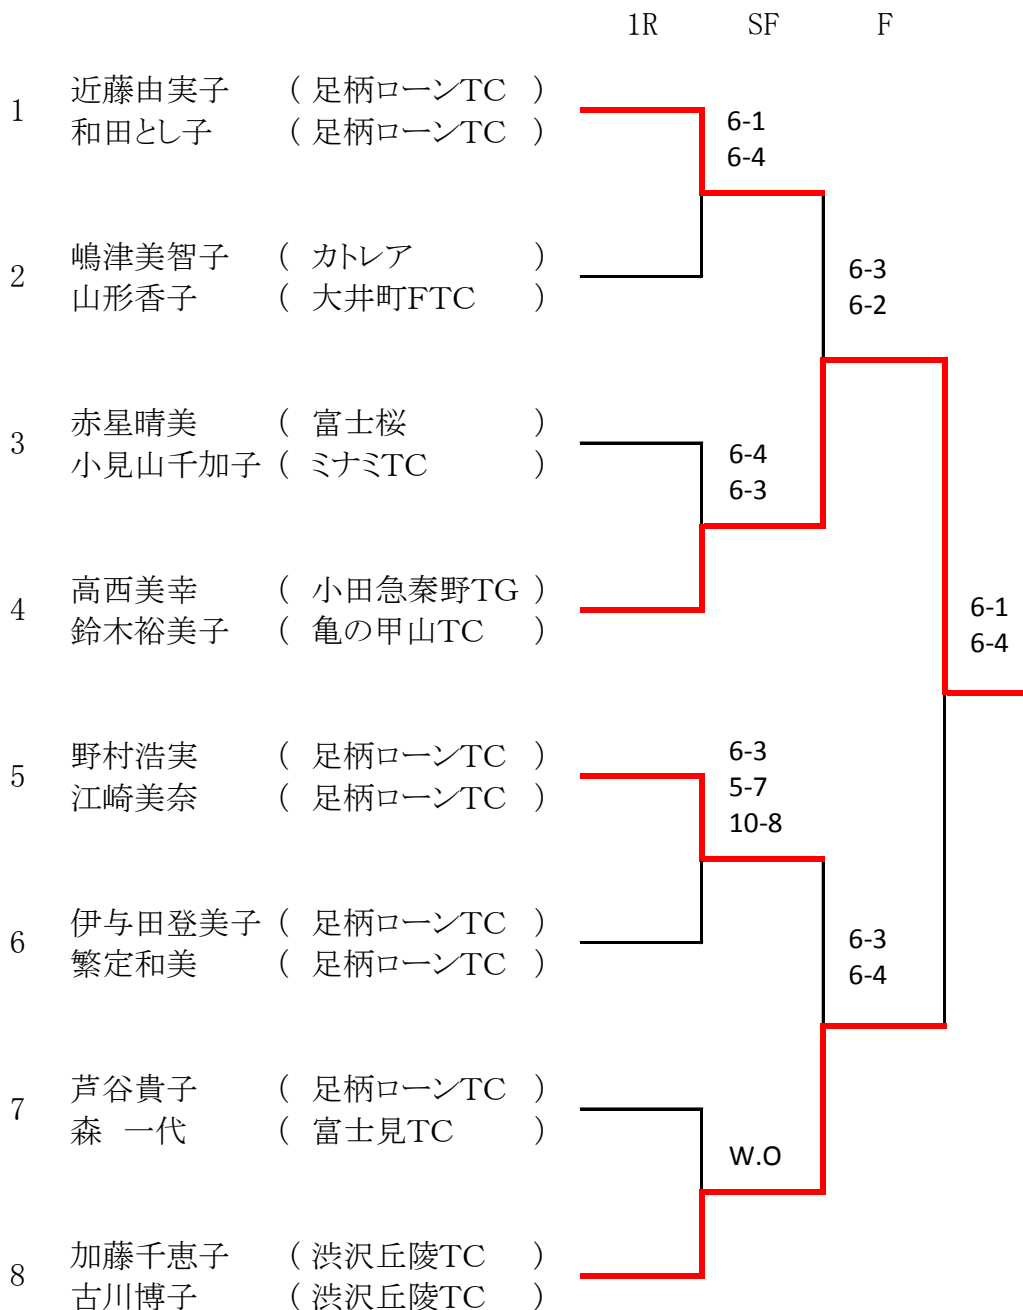 1R SF F
1 近藤由実子 ( 足柄ローンTC )
和田とし子 ( 足柄ローンTC )
6-1
6-4
2 嶋津美智子 ( カトレア )
山形香子 ( 大井町FTC )
6-3
6-2
3 赤星晴美 ( 富士桜 )
小見山千加子 ( ミナミTC )
6-4
6-3
4 高西美幸 ( 小田急秦野TG )
鈴木裕美子 ( 亀の甲山TC )
6-1
6-4
5 野村浩実 ( 足柄ローンTC )
江崎美奈 ( 足柄ローンTC )
6-3
5-7
10-8
6 伊与田登美子 ( 足柄ローンTC )
繁定和美 ( 足柄ローンTC )
6-3
6-4
7 芦谷貴子 ( 足柄ローンTC )
森 一代 ( 富士見TC )
W.O
8 加藤千恵子 ( 渋沢丘陵TC )
古川博子 ( 渋沢丘陵TC )